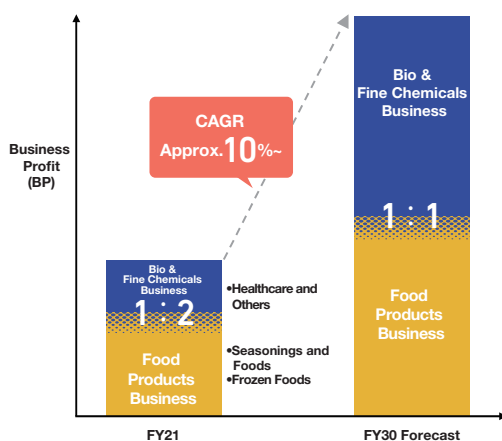 Business
Profit
(BP)
CAGR
Approx.10%~
Bio &
Fine Chemicals
Business
1 : 2
Food
Products
Business
•Healthcare and
Others
•Seasonings and
Foods
•Frozen Foods
Bio &
Fine Chemicals
Business
1 : 1
Food
Products
Business
FY21
FY30 Forecast